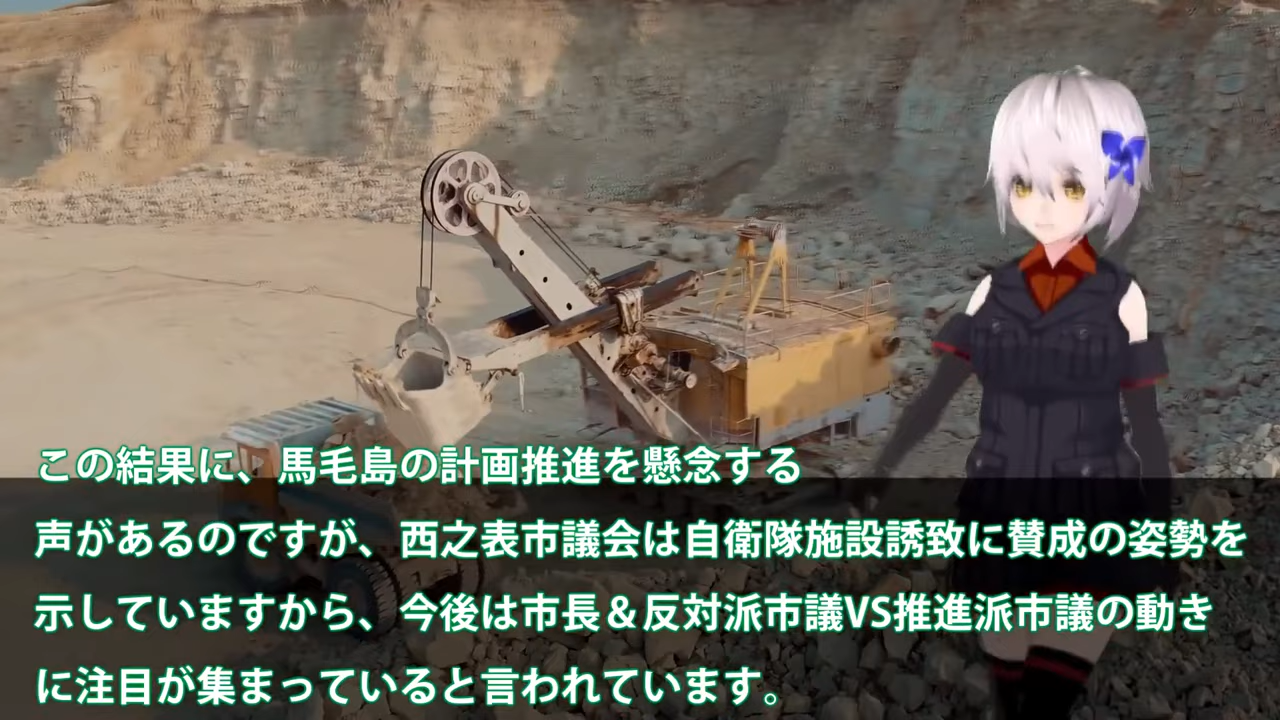 この結果に、馬毛島の計画推進を懸念する
声があるのですが、西之表市議会は自衛隊施設誘致に賛成の姿勢を
示していますから、今後は市長＆反対派市議VS推進派市議の動き
に注目が集まっていると言われています。